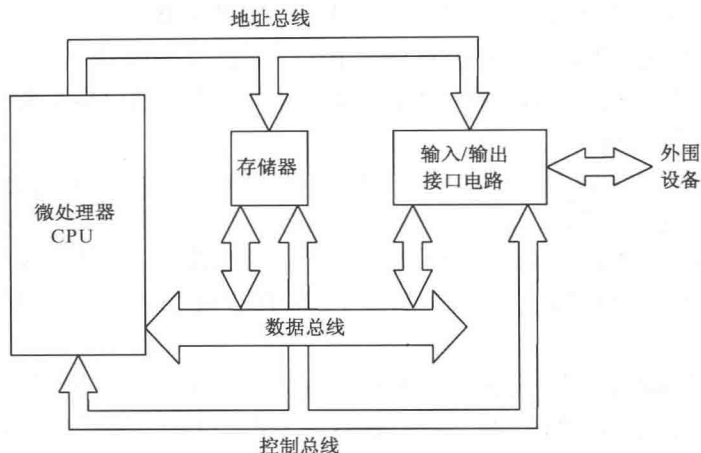 地址总线
存储器
输入/输出
接口电路
外围
设备
微处理器
CPU
数据总线
控制总线